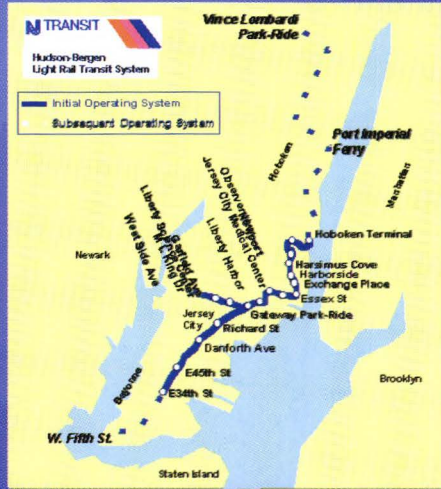 NJ TRANSIT
Hudson-Bergen
Light Rail Transit System
Initial Operating System
Subsequent Operating System
Vince Lombardi
Park-Ride
Port Imperial
Ferry
Hoboken
Manhattan
Newark
Hoboken Terminal
Harsimus Cove
Harborside
Exchange Place
Essex St
Jersey City Medical Center
Liberty Harbor
Garfield Ave
West Side Ave
Gateway Park-Ride
Jersey
City
Richard St
Danforth Ave
E45th St
E34th St
Bayonne
W. Fifth St.
Brooklyn
Staten Island